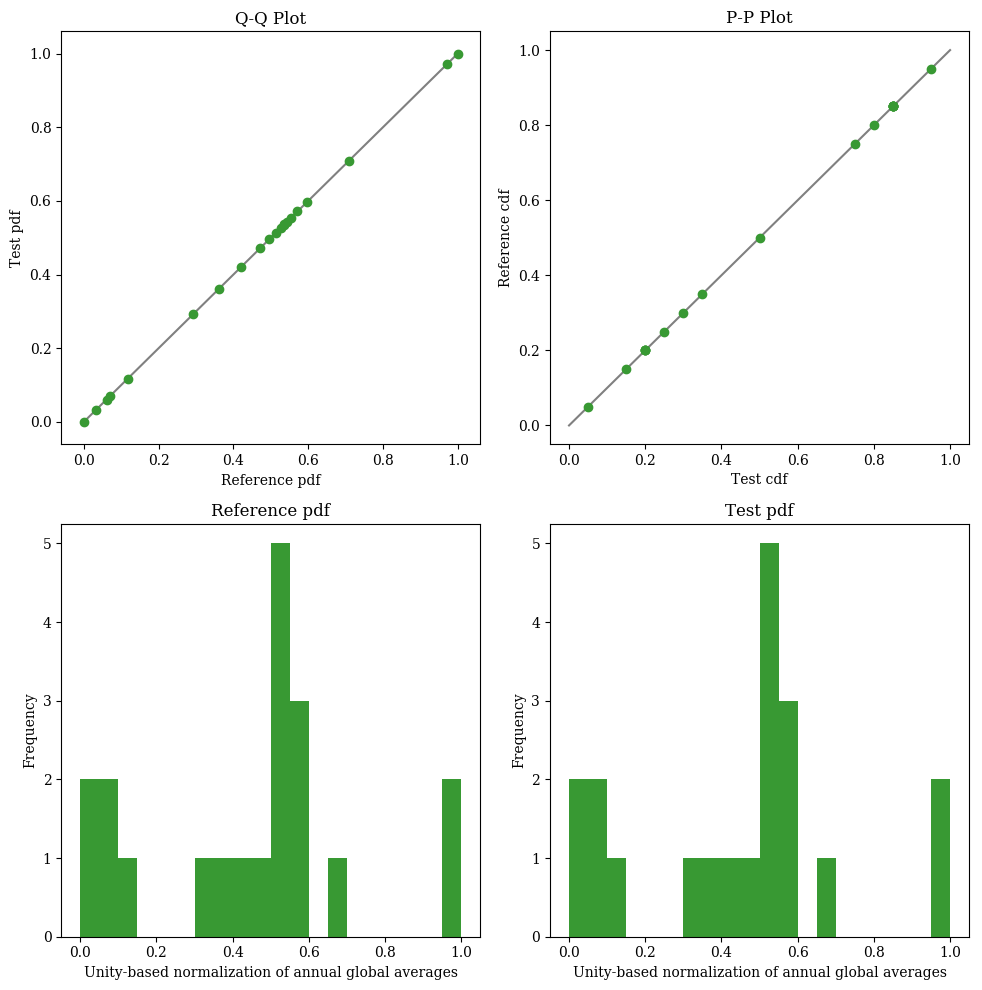 Q-Q Plot
1.0
0.8
0.6
0.4
0.2
0.0
Test pdf
0.0 0.2 0.4 0.6 0.8 1.0
Reference pdf
P-P Plot
1.0
0.8
0.6
0.4
0.2
0.0
Reference cdf
0.0 0.2 0.4 0.6 0.8 1.0
Test cdf
Reference pdf
5
4
3
2
1
0
Frequency
0.0 0.2 0.4 0.6 0.8 1.0
Unity-based normalization of annual global averages
Test pdf
5
4
3
2
1
0
Frequency
0.0 0.2 0.4 0.6 0.8 1.0
Unity-based normalization of annual global averages